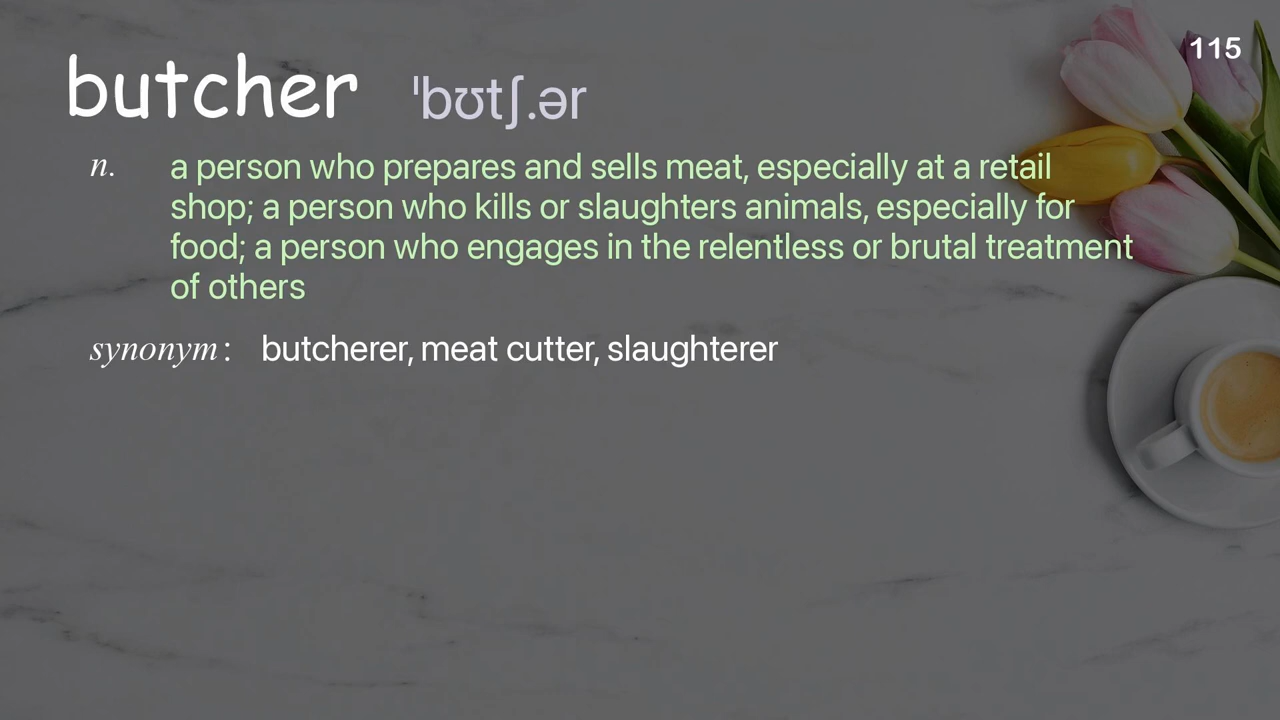 115
butcher ˈbʊtʃ.ər
n. a person who prepares and sells meat, especially at a retail
shop; a person who kills or slaughters animals, especially for
food; a person who engages in the relentless or brutal treatment
of others
synonym : butcherer, meat cutter, slaughterer